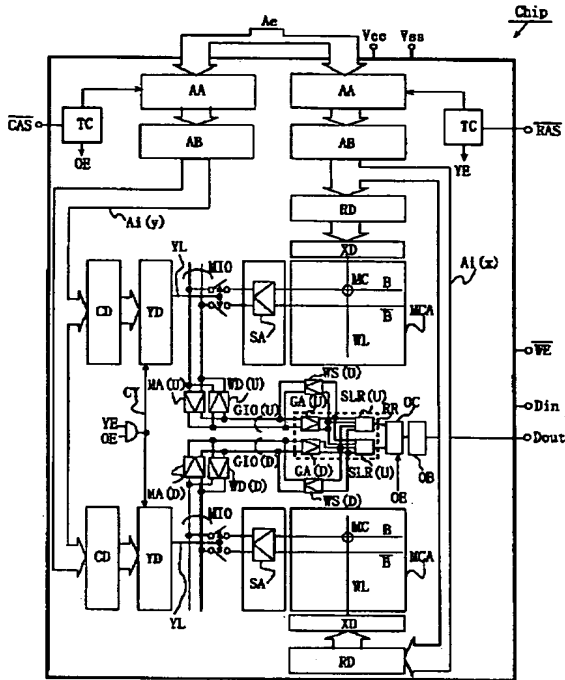 Chip
Ae
Vcc Vss
AA AA
CAS TC TC RAS
AB AB
OE YE
RD
Ai(y)
XD
YL MIO Ai(x)
CD YD MC B
SA B
WL MCA
WS(U) WE
MA(U) WD(U) GA(U) SLR(U)
GIO(U) RR OC Din
YE
OE Dout
GIO(D) OB
MA(D) WD(D) GA(D) SLR(U) OE
WS(D)
MIO
MC B
CD YD SA B MCA
WL
YL
XD
RD